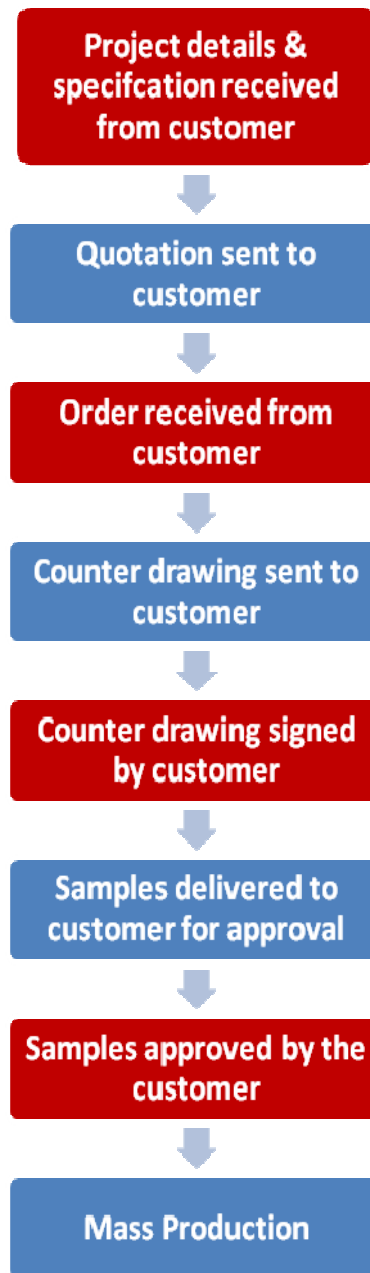 Project details &
specifcation received
from customer
Quotation sent to
customer
Order received from
customer
Counter drawing sent to
customer
Counter drawing signed
by customer
Samples delivered to
customer for approval
Samples approved by the
customer
Mass Production